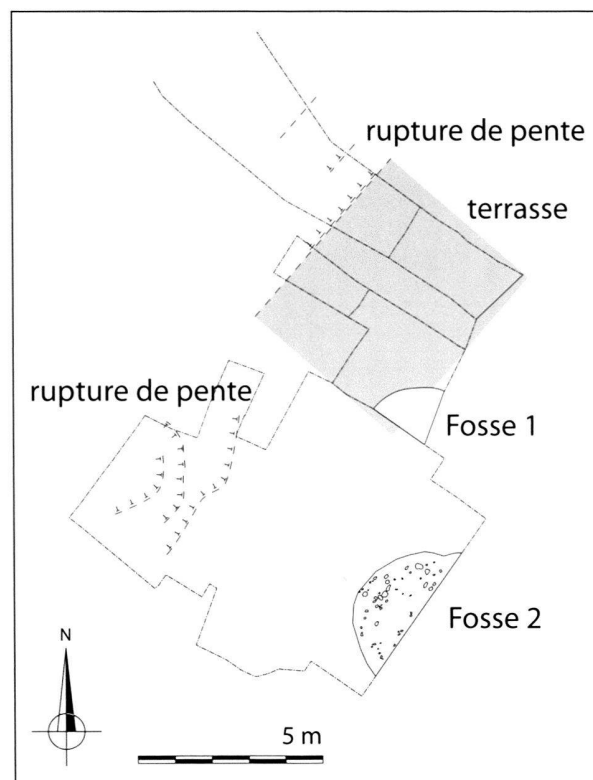 rupture de pente
terrasse
rupture de pente
Fosse 1
Fosse 2
N
5 m